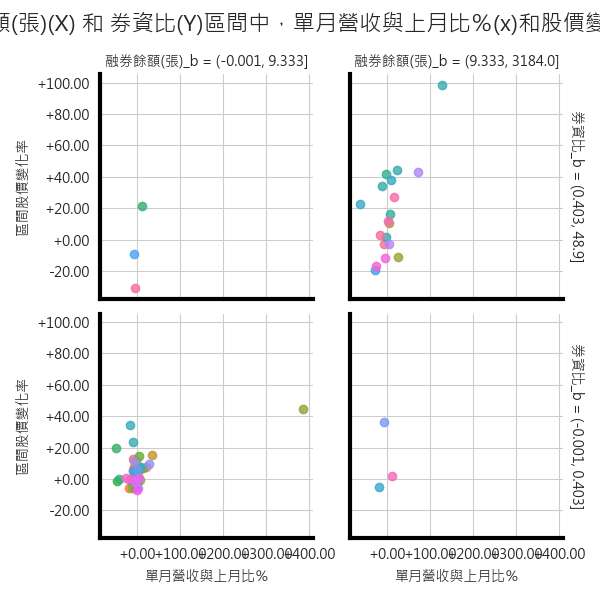 額(張)(X) 和 券資比(Y)區間中，單月營收與上月比%(x)和股價變
融券餘額(張)_b = (-0.001, 9.333]
融券餘額(張)_b = (9.333, 3184.0]
+100.00
+80.00
+60.00
+40.00
+20.00
+0.00
-20.00
區間股價變化率
券資比_b = (0.403, 48.9]
+100.00
+80.00
+60.00
+40.00
+20.00
+0.00
-20.00
區間股價變化率
券資比_b = (-0.001, 0.403]
+0.00 +100.00 +200.00 +300.00 +400.00
+0.00 +100.00 +200.00 +300.00 +400.00
單月營收與上月比%
單月營收與上月比%